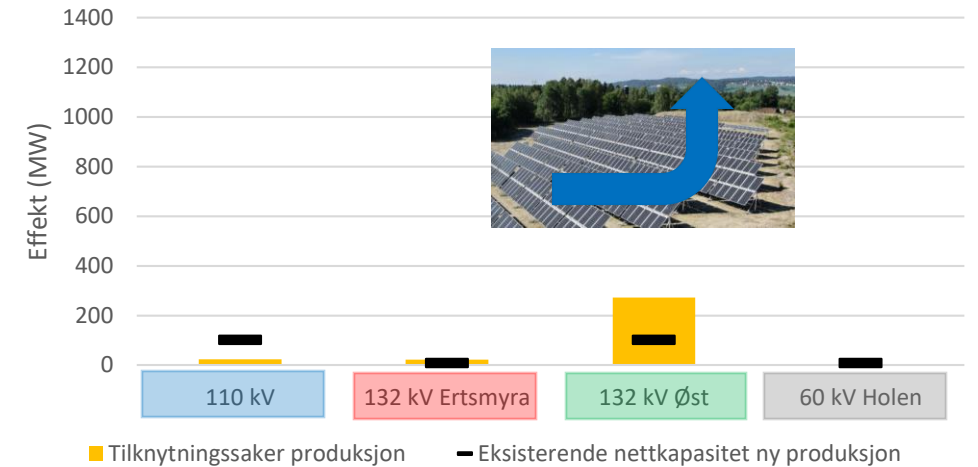 1400
1200
1000
800
600
400
200
0
Effekt (MW)
110 kV
132 kV Ertsmyra
132 kV Øst
60 kV Holen
Tilknytningssaker produksjon
Eksisterende nettkapasitet ny produksjon